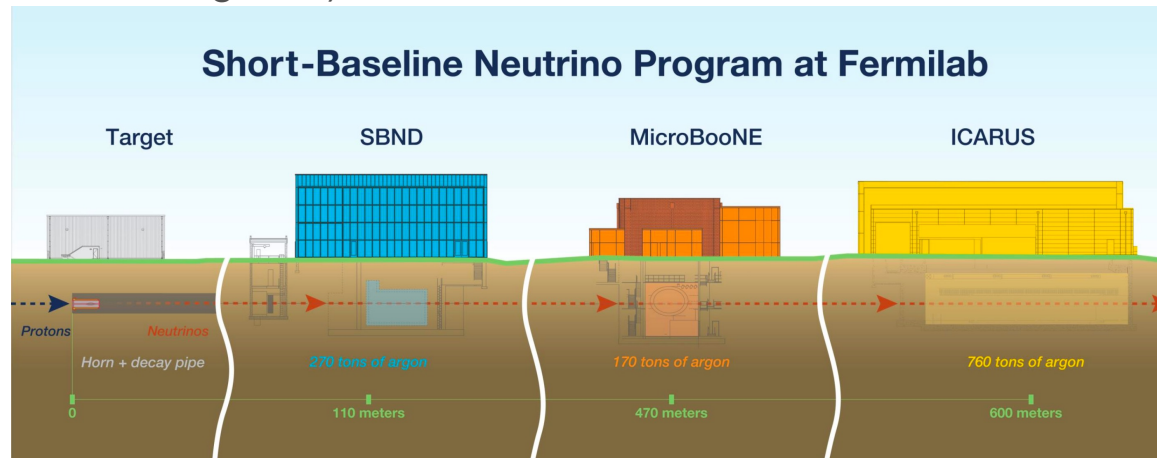 Short-Baseline Neutrino Program at Fermilab
Target
SBND
MicroBooNE
ICARUS
Protons
Neutrinos
Horn + decay pipe
270 tons of argon
170 tons of argon
760 tons of argon
0
110 meters
470 meters
600 meters